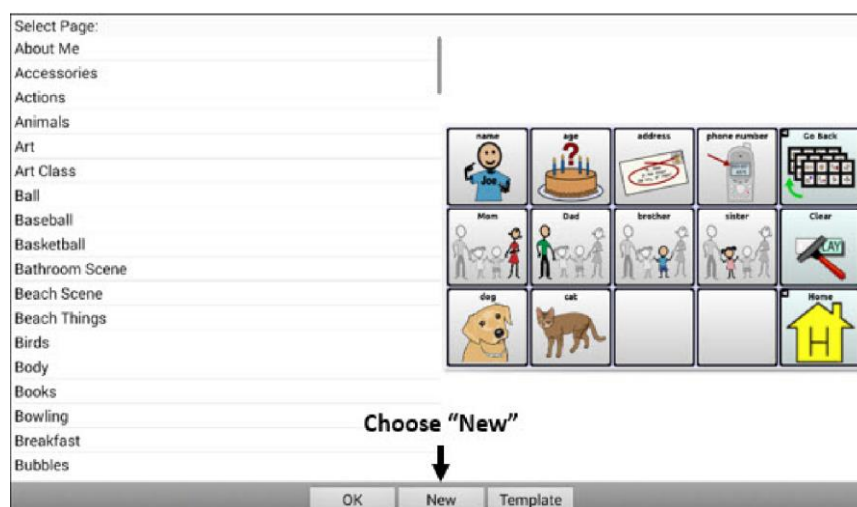 Select Page:
About Me
Accessories
Actions
Animals
Art
Art Class
Ball
Baseball
Basketball
Bathroom Scene
Beach Scene
Beach Things
Birds
Body
Books
Bowling
Breakfast
Bubbles
name age address phone number Go Back
Joe
Mom Dad brother sister Clear
dog cat Home
H
Choose “New”
OK New Template